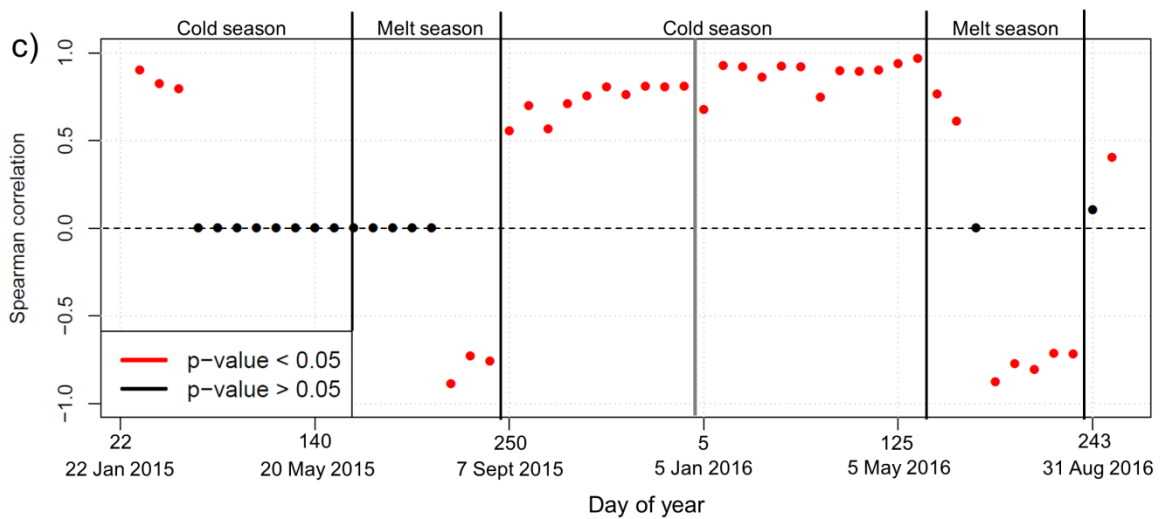 c)
Cold season Melt season Cold season Melt season
1.0
0.5
0.0
−0.5
−1.0
Spearman correlation
p−value < 0.05
p−value > 0.05
22 140 250 5 125 243
22 Jan 2015 20 May 2015 7 Sept 2015 5 Jan 2016 5 May 2016 31 Aug 2016
Day of year